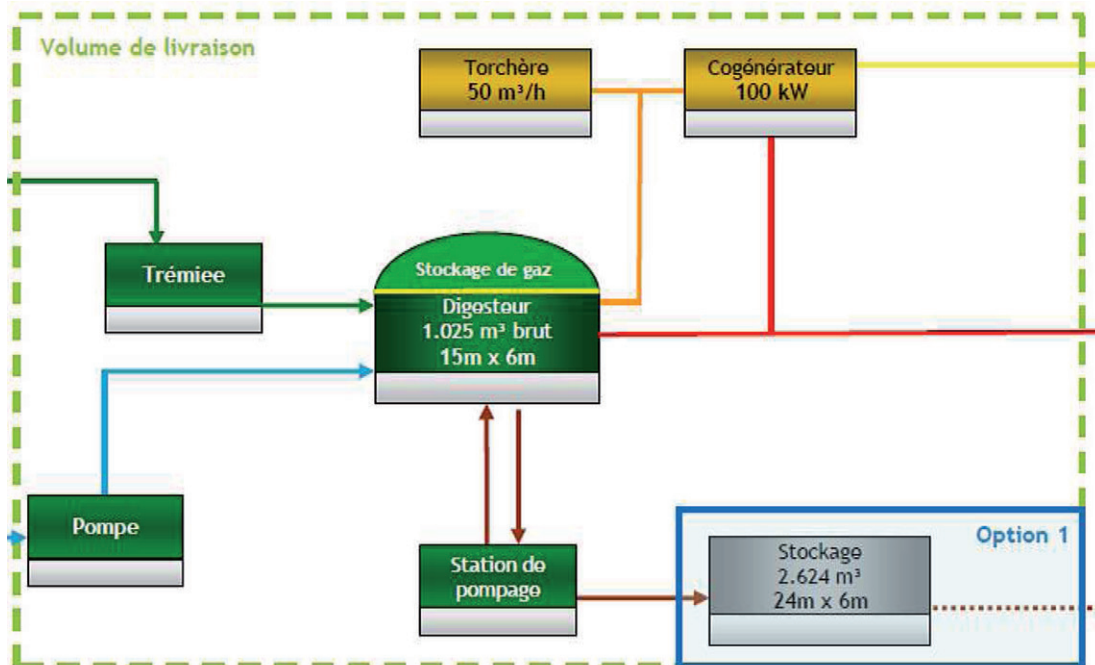 Volume de livraison
Torchère
50 m³/h
Cogénérateur
100 kW
Trémiee
Stockage de gaz
Digesteur
1.025 m³ brut
15m x 6m
Pompe
Station de
pompage
Option 1
Stockage
2.624 m³
24m x 6m